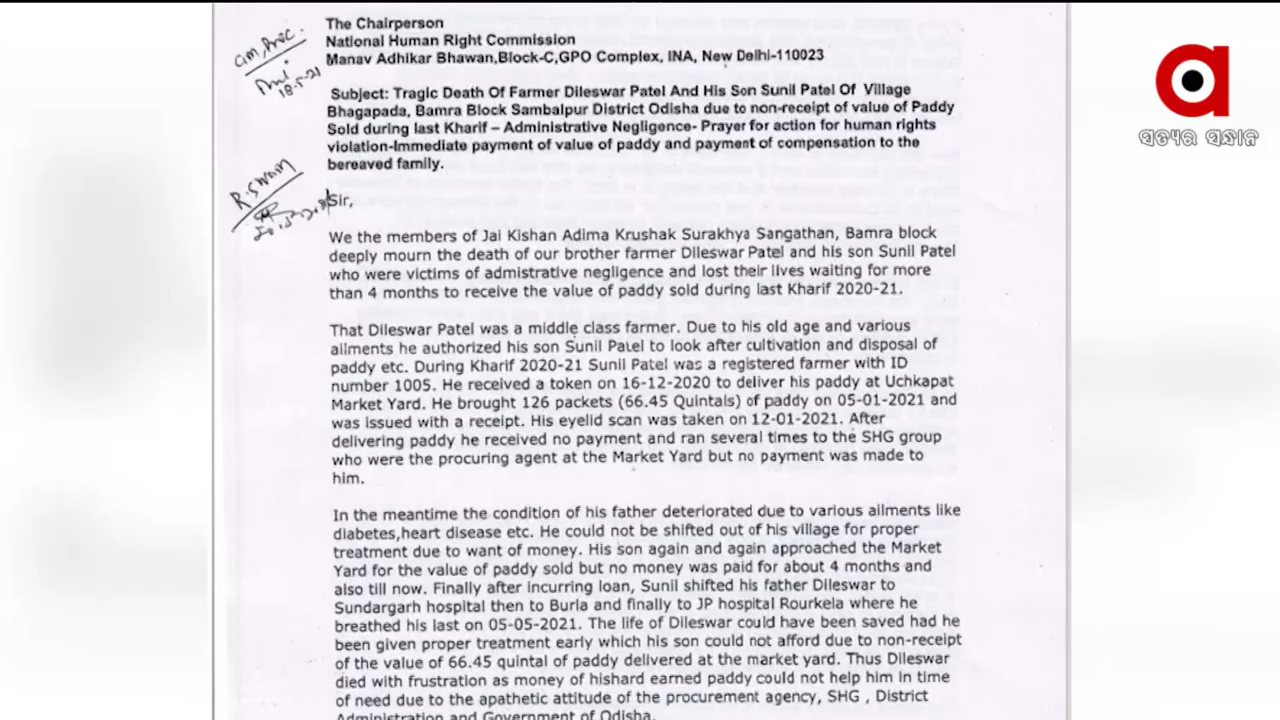 The Chairperson
National Human Right Commission
Manav Adhikar Bhawan,Block-C,GPO Complex, INA, New Delhi-110023
Subject: Tragic Death Of Farmer Dileswar Patel And His Son Sunil Patel Of Village
Bhagapada, Bamra Block Sambalpur District Odisha due to non-receipt of value of Paddy
Sold during last Kharif – Administrative Negligence- Prayer for action for human rights
violation-Immediate payment of value of paddy and payment of compensation to the
bereaved family.
18-5-21
R. Swain
Sir,
We the members of Jai Kishan Adima Krushak Surakhya Sangathan, Bamra block
deeply mourn the death of our brother farmer Dileswar Patel and his son Sunil Patel
who were victims of admistrative negligence and lost their lives waiting for more
than 4 months to receive the value of paddy sold during last Kharif 2020-21.
That Dileswar Patel was a middle class farmer. Due to his old age and various
ailments he authorized his son Sunil Patel to look after cultivation and disposal of
paddy etc. During Kharif 2020-21 Sunil Patel was a registered farmer with ID
number 1005. He received a token on 16-12-2020 to deliver his paddy at Uchkapat
Market Yard. He brought 126 packets (66.45 Quintals) of paddy on 05-01-2021 and
was issued with a receipt. His eyelid scan was taken on 12-01-2021. After
delivering paddy he received no payment and ran several times to the SHG group
who were the procuring agent at the Market Yard but no payment was made to
him.
In the meantime the condition of his father deteriorated due to various ailments like
diabetes,heart disease etc. He could not be shifted out of his village for proper
treatment due to want of money. His son again and again approached the Market
Yard for the value of paddy sold but no money was paid for about 4 months and
also till now. Finally after incurring loan, Sunil shifted his father Dileswar to
Sundargarh hospital then to Burla and finally to JP hospital Rourkela where he
breathed his last on 05-05-2021. The life of Dileswar could have been saved had he
been given proper treatment early which his son could not afford due to non-receipt
of the value of 66.45 quintal of paddy delivered at the market yard. Thus Dileswar
died with frustration as money of hishard earned paddy could not help him in time
of need due to the apathetic attitude of the procurement agency, SHG , District
Administration and Government of Odisha.
ସତ୍ୟର ସନ୍ଧାନ